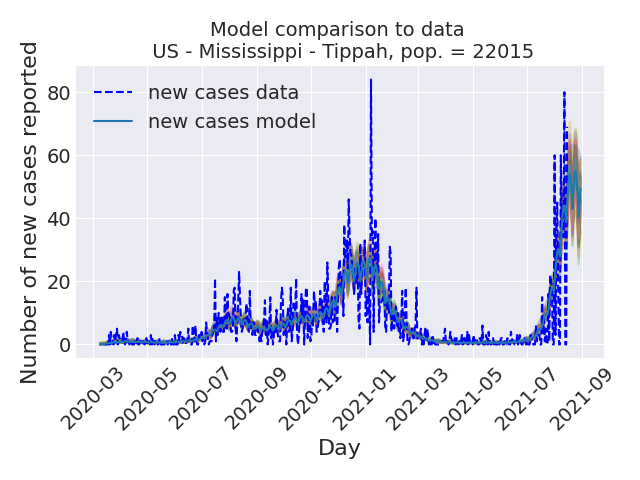 Model comparison to data
US - Mississippi - Tippah, pop. = 22015
Number of new cases reported
80
60
40
20
0
new cases data
new cases model
2020-03
2020-05
2020-07
2020-09
2020-11
2021-01
2021-03
2021-05
2021-07
2021-09
Day